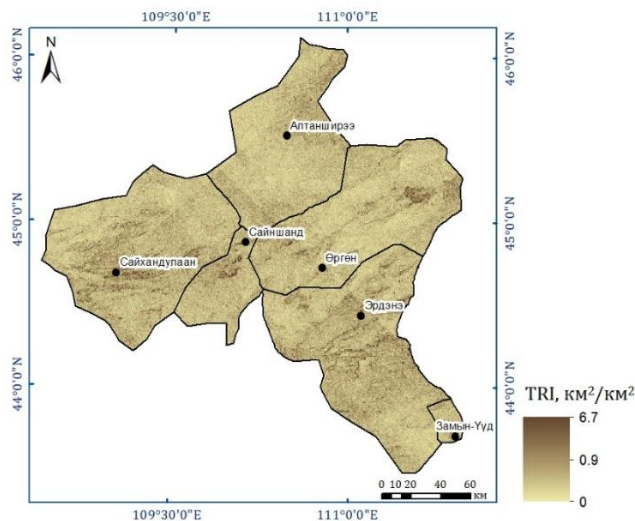 109°30'0"E 111°0'0"E
46°0'0"N 46°0'0"N
N
Алтанширээ
45°0'0"N 45°0'0"N
Сайншанд
Сайхандулаан
Өргөн
Эрдэнэ
44°0'0"N 44°0'0"N
TRI, км²/км²
6.7
0.9
0
Замын-Үүд
0 10 20 40 60
км
109°30'0"E 111°0'0"E